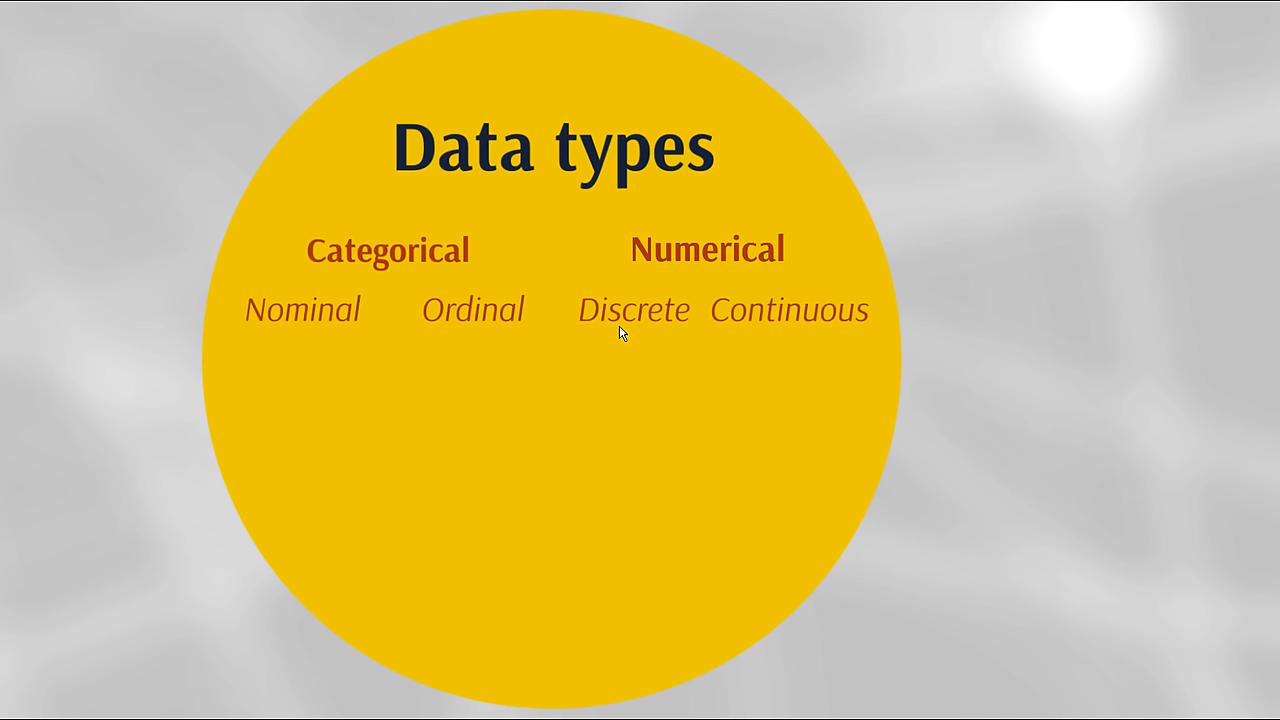 Data types
Categorical Numerical
Nominal Ordinal Discrete Continuous